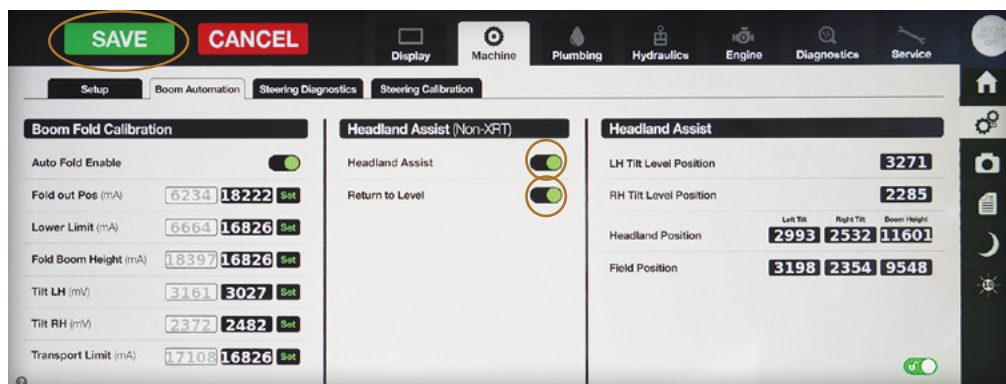 SAVE
CANCEL
Display
Machine
Plumbing
Hydraulics
Engine
Diagnostics
Service
Setup
Boom Automation
Steering Diagnostics
Steering Calibration
Boom Fold Calibration
Auto Fold Enable
Fold out Pos (mA) 6234 18222 Set
Lower Limit (mA) 6664 16826 Set
Fold Boom Height (mA) 18397 16826 Set
Tilt LH (mV) 3161 3027 Set
Tilt RH (mV) 2372 2482 Set
Transport Limit (mA) 17108 16826 Set
Headland Assist (Non-XRT)
Headland Assist
Return to Level
Headland Assist
LH Tilt Level Position 3271
RH Tilt Level Position 2285
Left Tilt Right Tilt Boom Height
Headland Position 2993 2532 11601
Field Position 3198 2354 9548